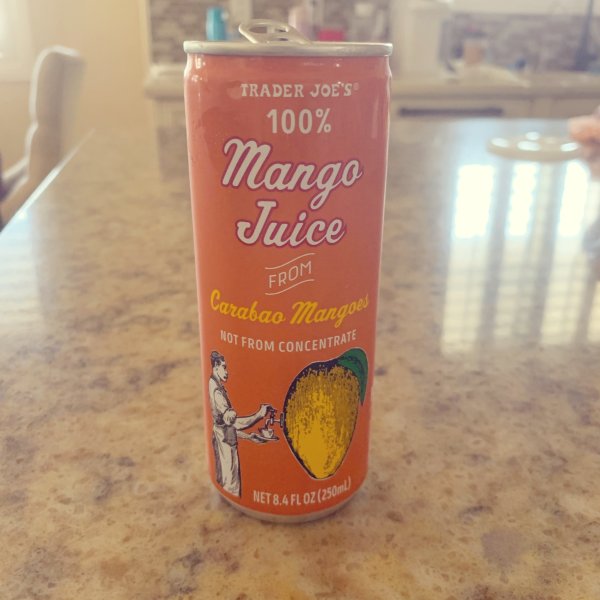 TRADER JOE'S®
100%
Mango
Juice
FROM
Carabao Mangoes
NOT FROM CONCENTRATE
NET 8.4 FL OZ (250mL)